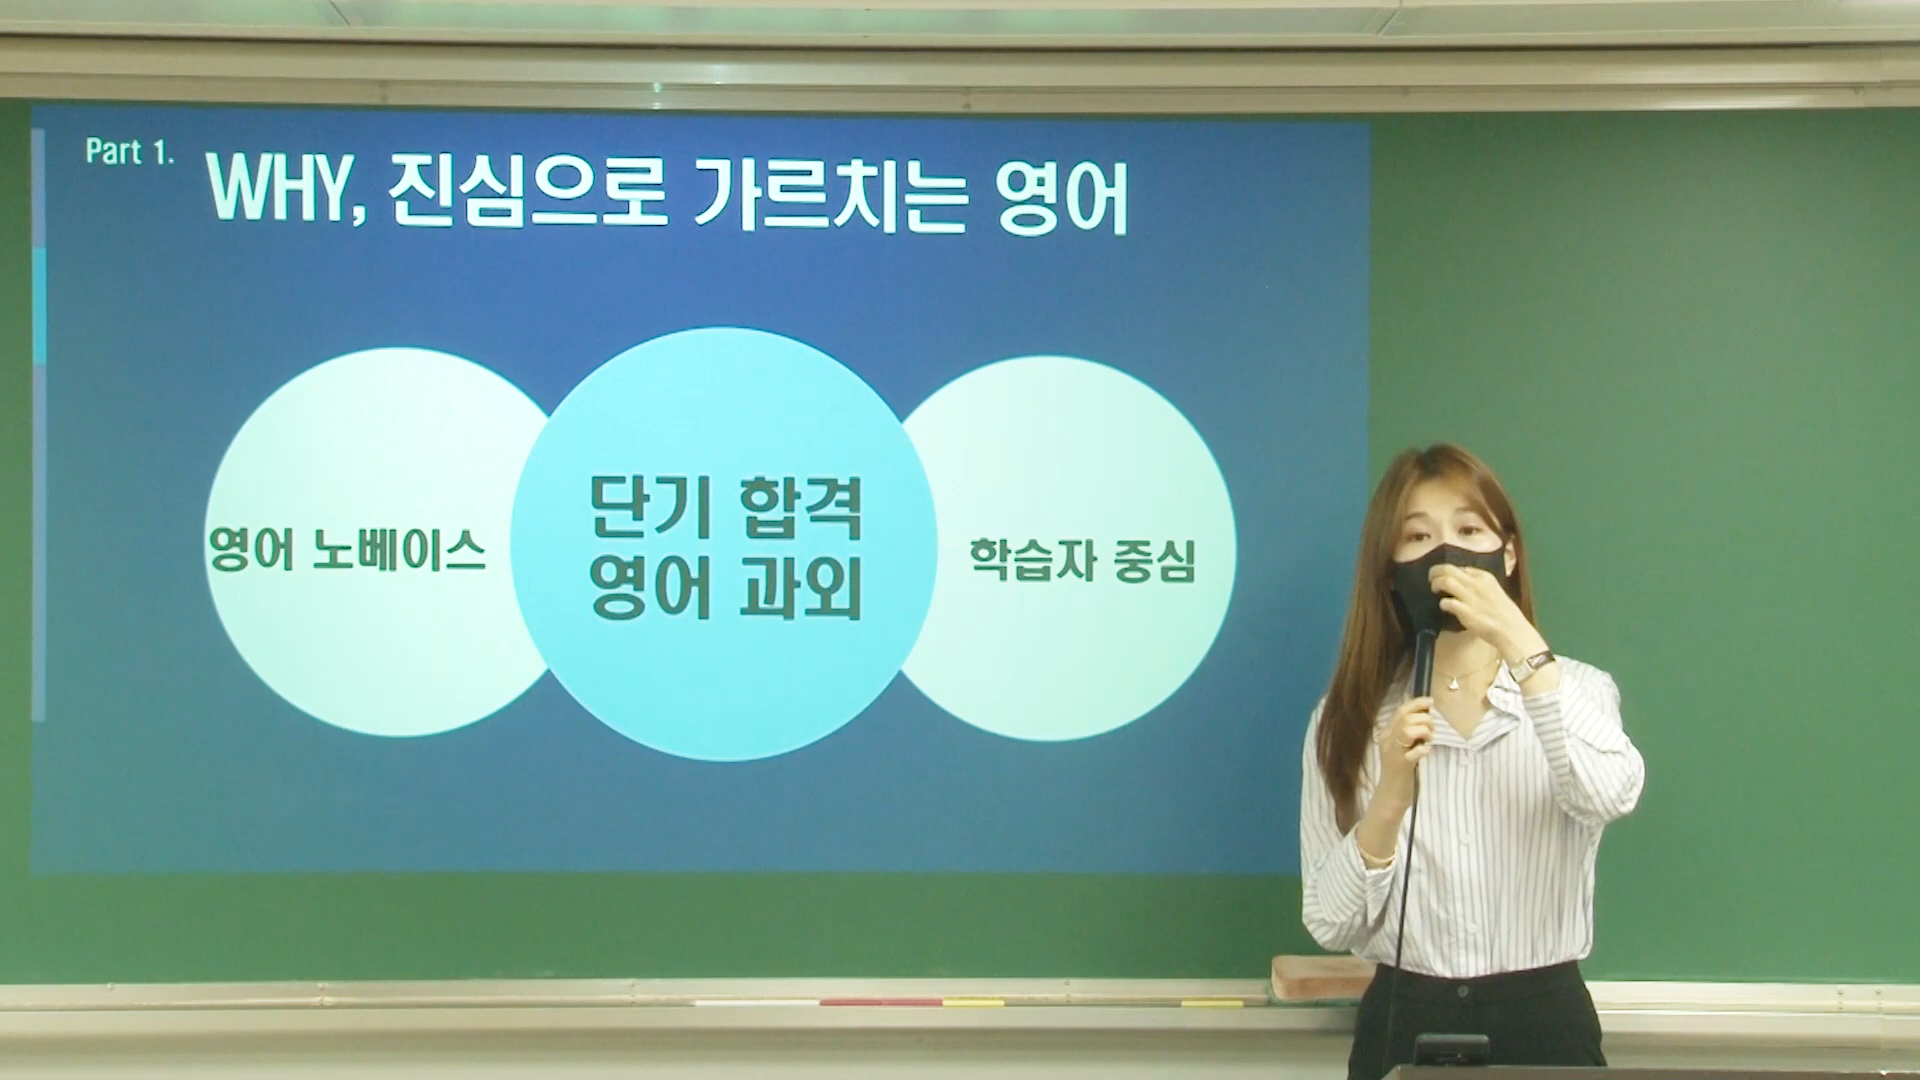 Part 1.
WHY, 진심으로 가르치는 영어
영어 노베이스
단기 합격
영어 과외
학습자 중심